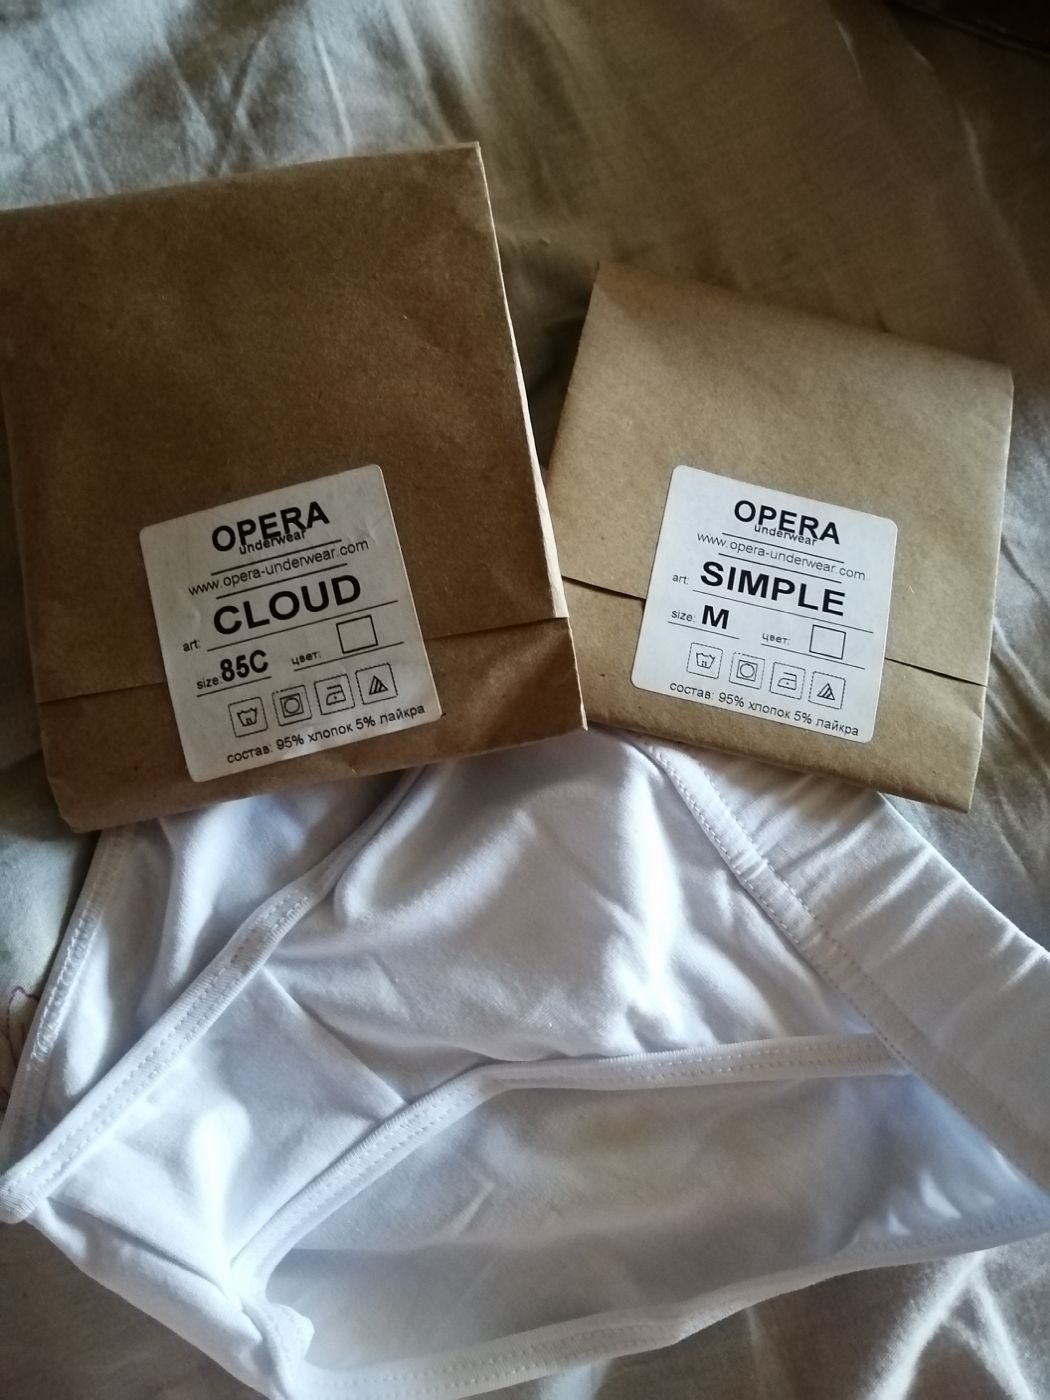 OPERA
underwear
www.opera-underwear.com
art: CLOUD
size: 85C цвет:
состав: 95% хлопок 5% лайкра
OPERA
underwear
www.opera-underwear.com
art: SIMPLE
size: M цвет:
состав: 95% хлопок 5% лайкра